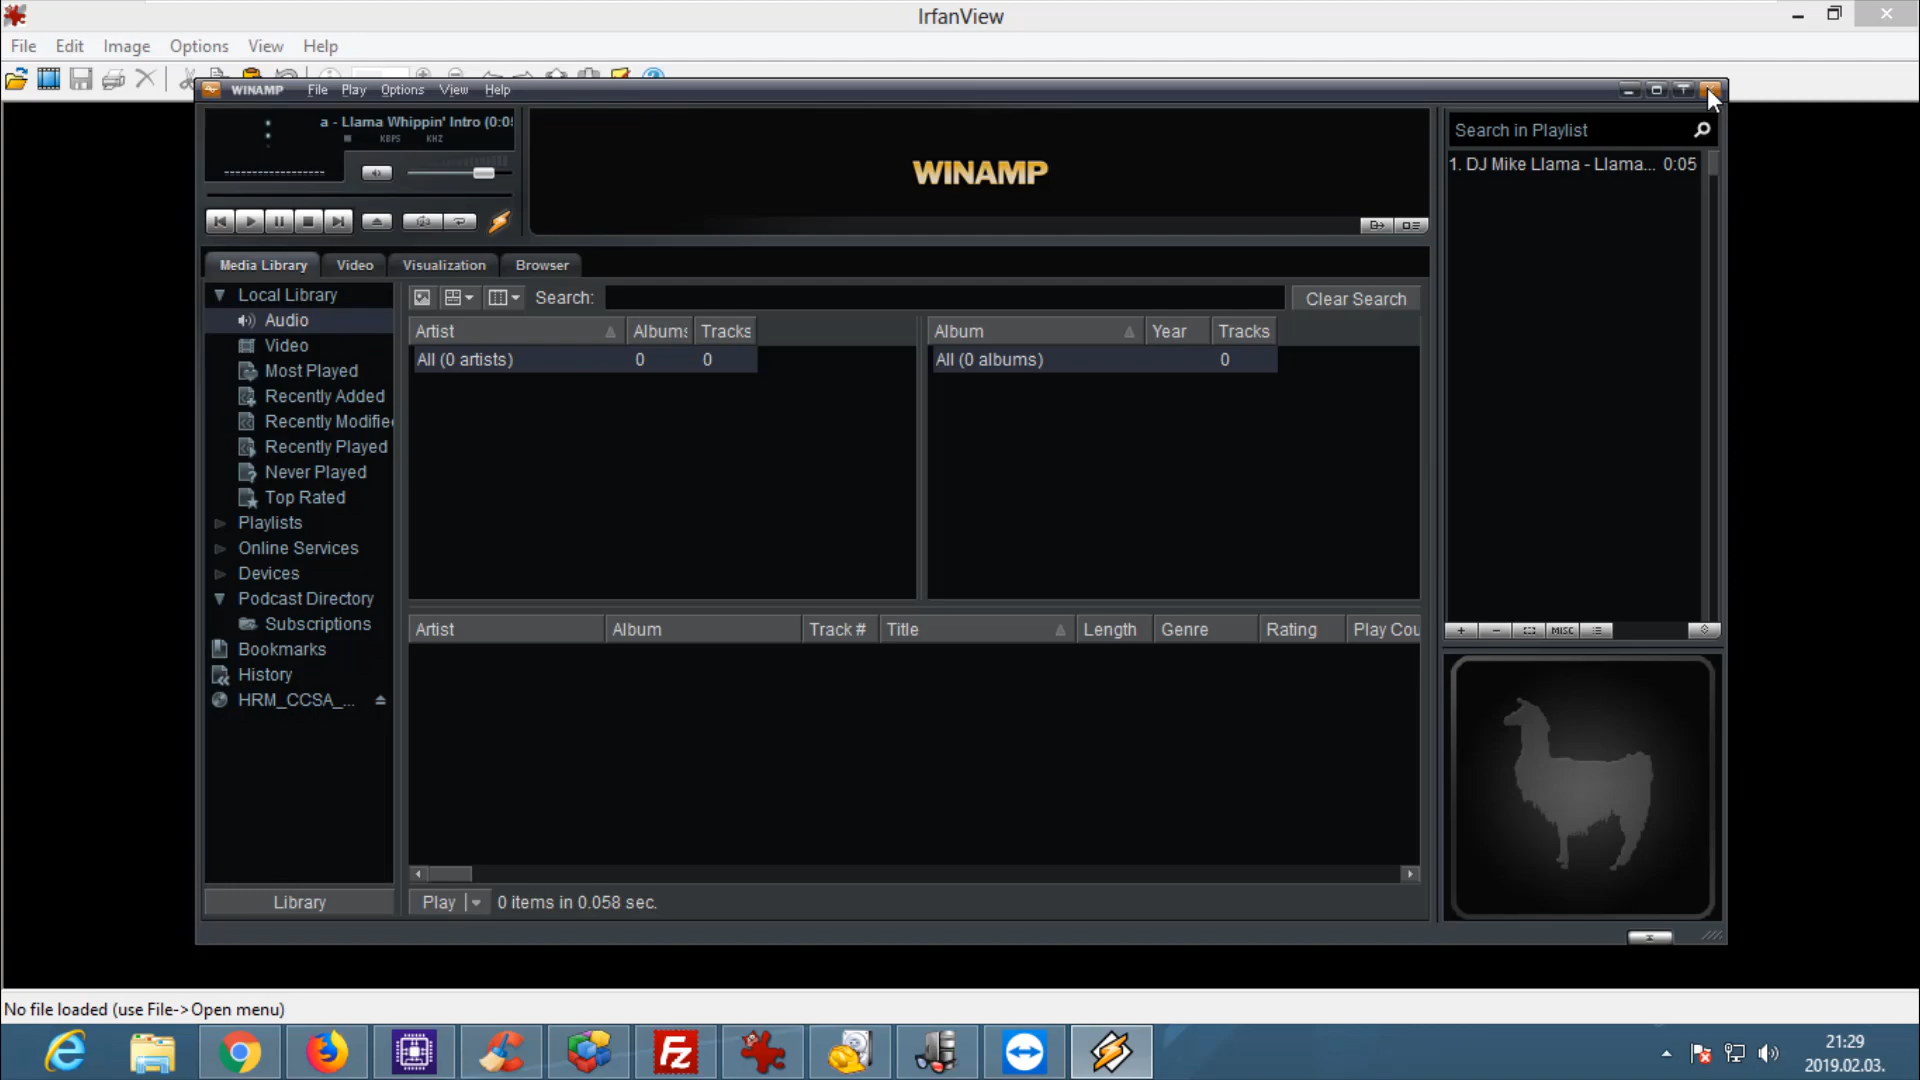 IrfanView
File Edit Image Options View Help
WINAMP File Play Options View Help
a - Llama Whippin' Intro (0:05
KBPS KHZ
WINAMP
Search in Playlist
1. DJ Mike Llama - Llama... 0:05
Media Library Video Visualization Browser
Local Library
Search: Clear Search
Audio
Artist Albums Tracks Album Year Tracks
Video
All (0 artists) 0 0 All (0 albums) 0
Most Played
Recently Added
Recently Modified
Recently Played
Never Played
Top Rated
Playlists
Online Services
Devices
Podcast Directory
Subscriptions
Artist Album Track # Title Length Genre Rating Play Cou
MISC
Bookmarks
History
HRM_CCSA_...
Library
Play 0 items in 0.058 sec.
No file loaded (use File->Open menu)
FZ
21:29
2019.02.03.